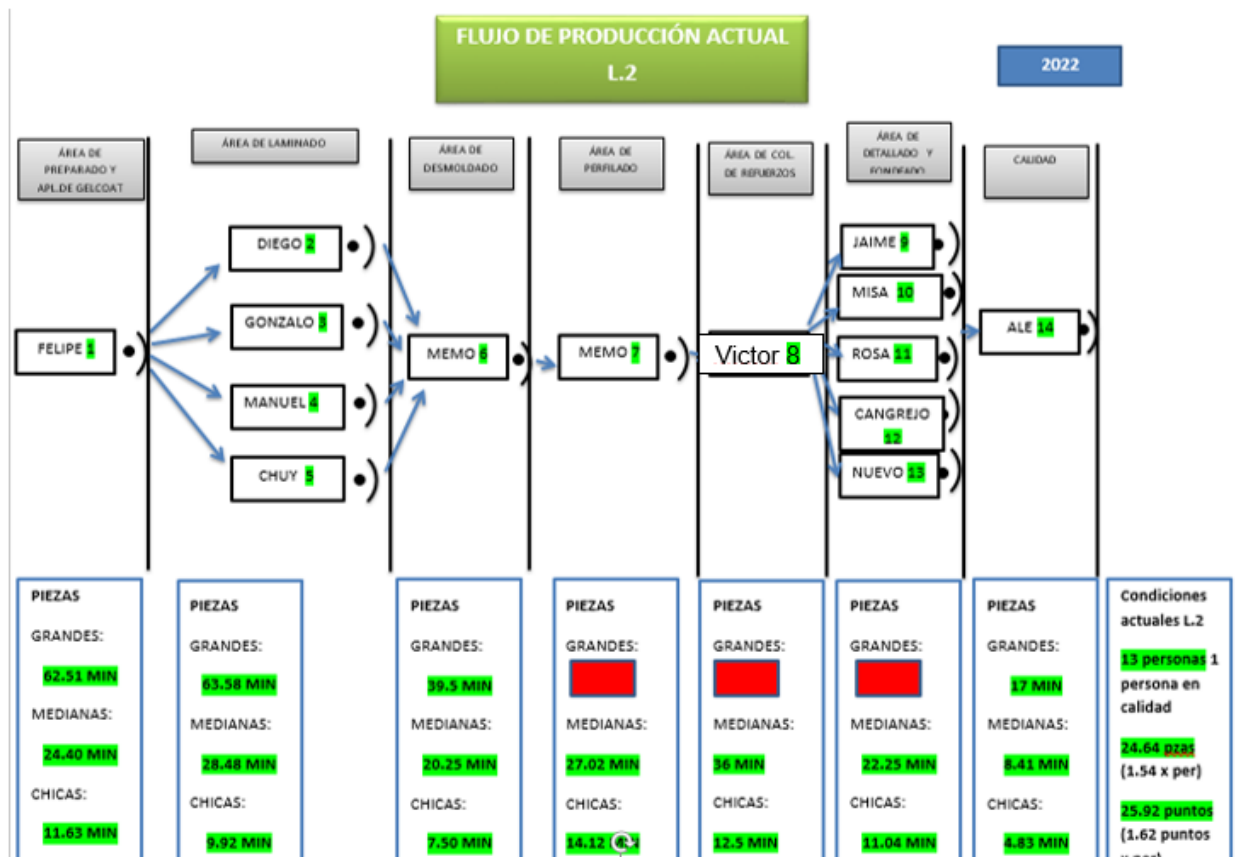 FLUJO DE PRODUCCIÓN ACTUAL
L.2
2022
ÁREA DE
PREPARADO Y
APL.DE GELCOAT
ÁREA DE LAMINADO
ÁREA DE
DESMOLDADO
ÁREA DE
PERFILADO
ÁREA DE COL.
DE REFUERZOS
ÁREA DE
DETALLADO Y
FONDEADO
CALIDAD
FELIPE 1
DIEGO 2
GONZALO 3
MANUEL 4
CHUY 5
MEMO 6
MEMO 7
Victor 8
JAIME 9
MISA 10
ROSA 11
CANGREJO
12
NUEVO 13
ALE 14
PIEZAS
GRANDES:
62.51 MIN
MEDIANAS:
24.40 MIN
CHICAS:
11.63 MIN
PIEZAS
GRANDES:
63.58 MIN
MEDIANAS:
28.48 MIN
CHICAS:
9.92 MIN
PIEZAS
GRANDES:
39.5 MIN
MEDIANAS:
20.25 MIN
CHICAS:
7.50 MIN
PIEZAS
GRANDES:
MEDIANAS:
27.02 MIN
CHICAS:
14.12 MIN
PIEZAS
GRANDES:
MEDIANAS:
36 MIN
CHICAS:
12.5 MIN
PIEZAS
GRANDES:
MEDIANAS:
22.25 MIN
CHICAS:
11.04 MIN
PIEZAS
GRANDES:
17 MIN
MEDIANAS:
8.41 MIN
CHICAS:
4.83 MIN
Condiciones
actuales L.2
13 personas 1
persona en
calidad
24.64 pzas
(1.54 x per)
25.92 puntos
(1.62 puntos